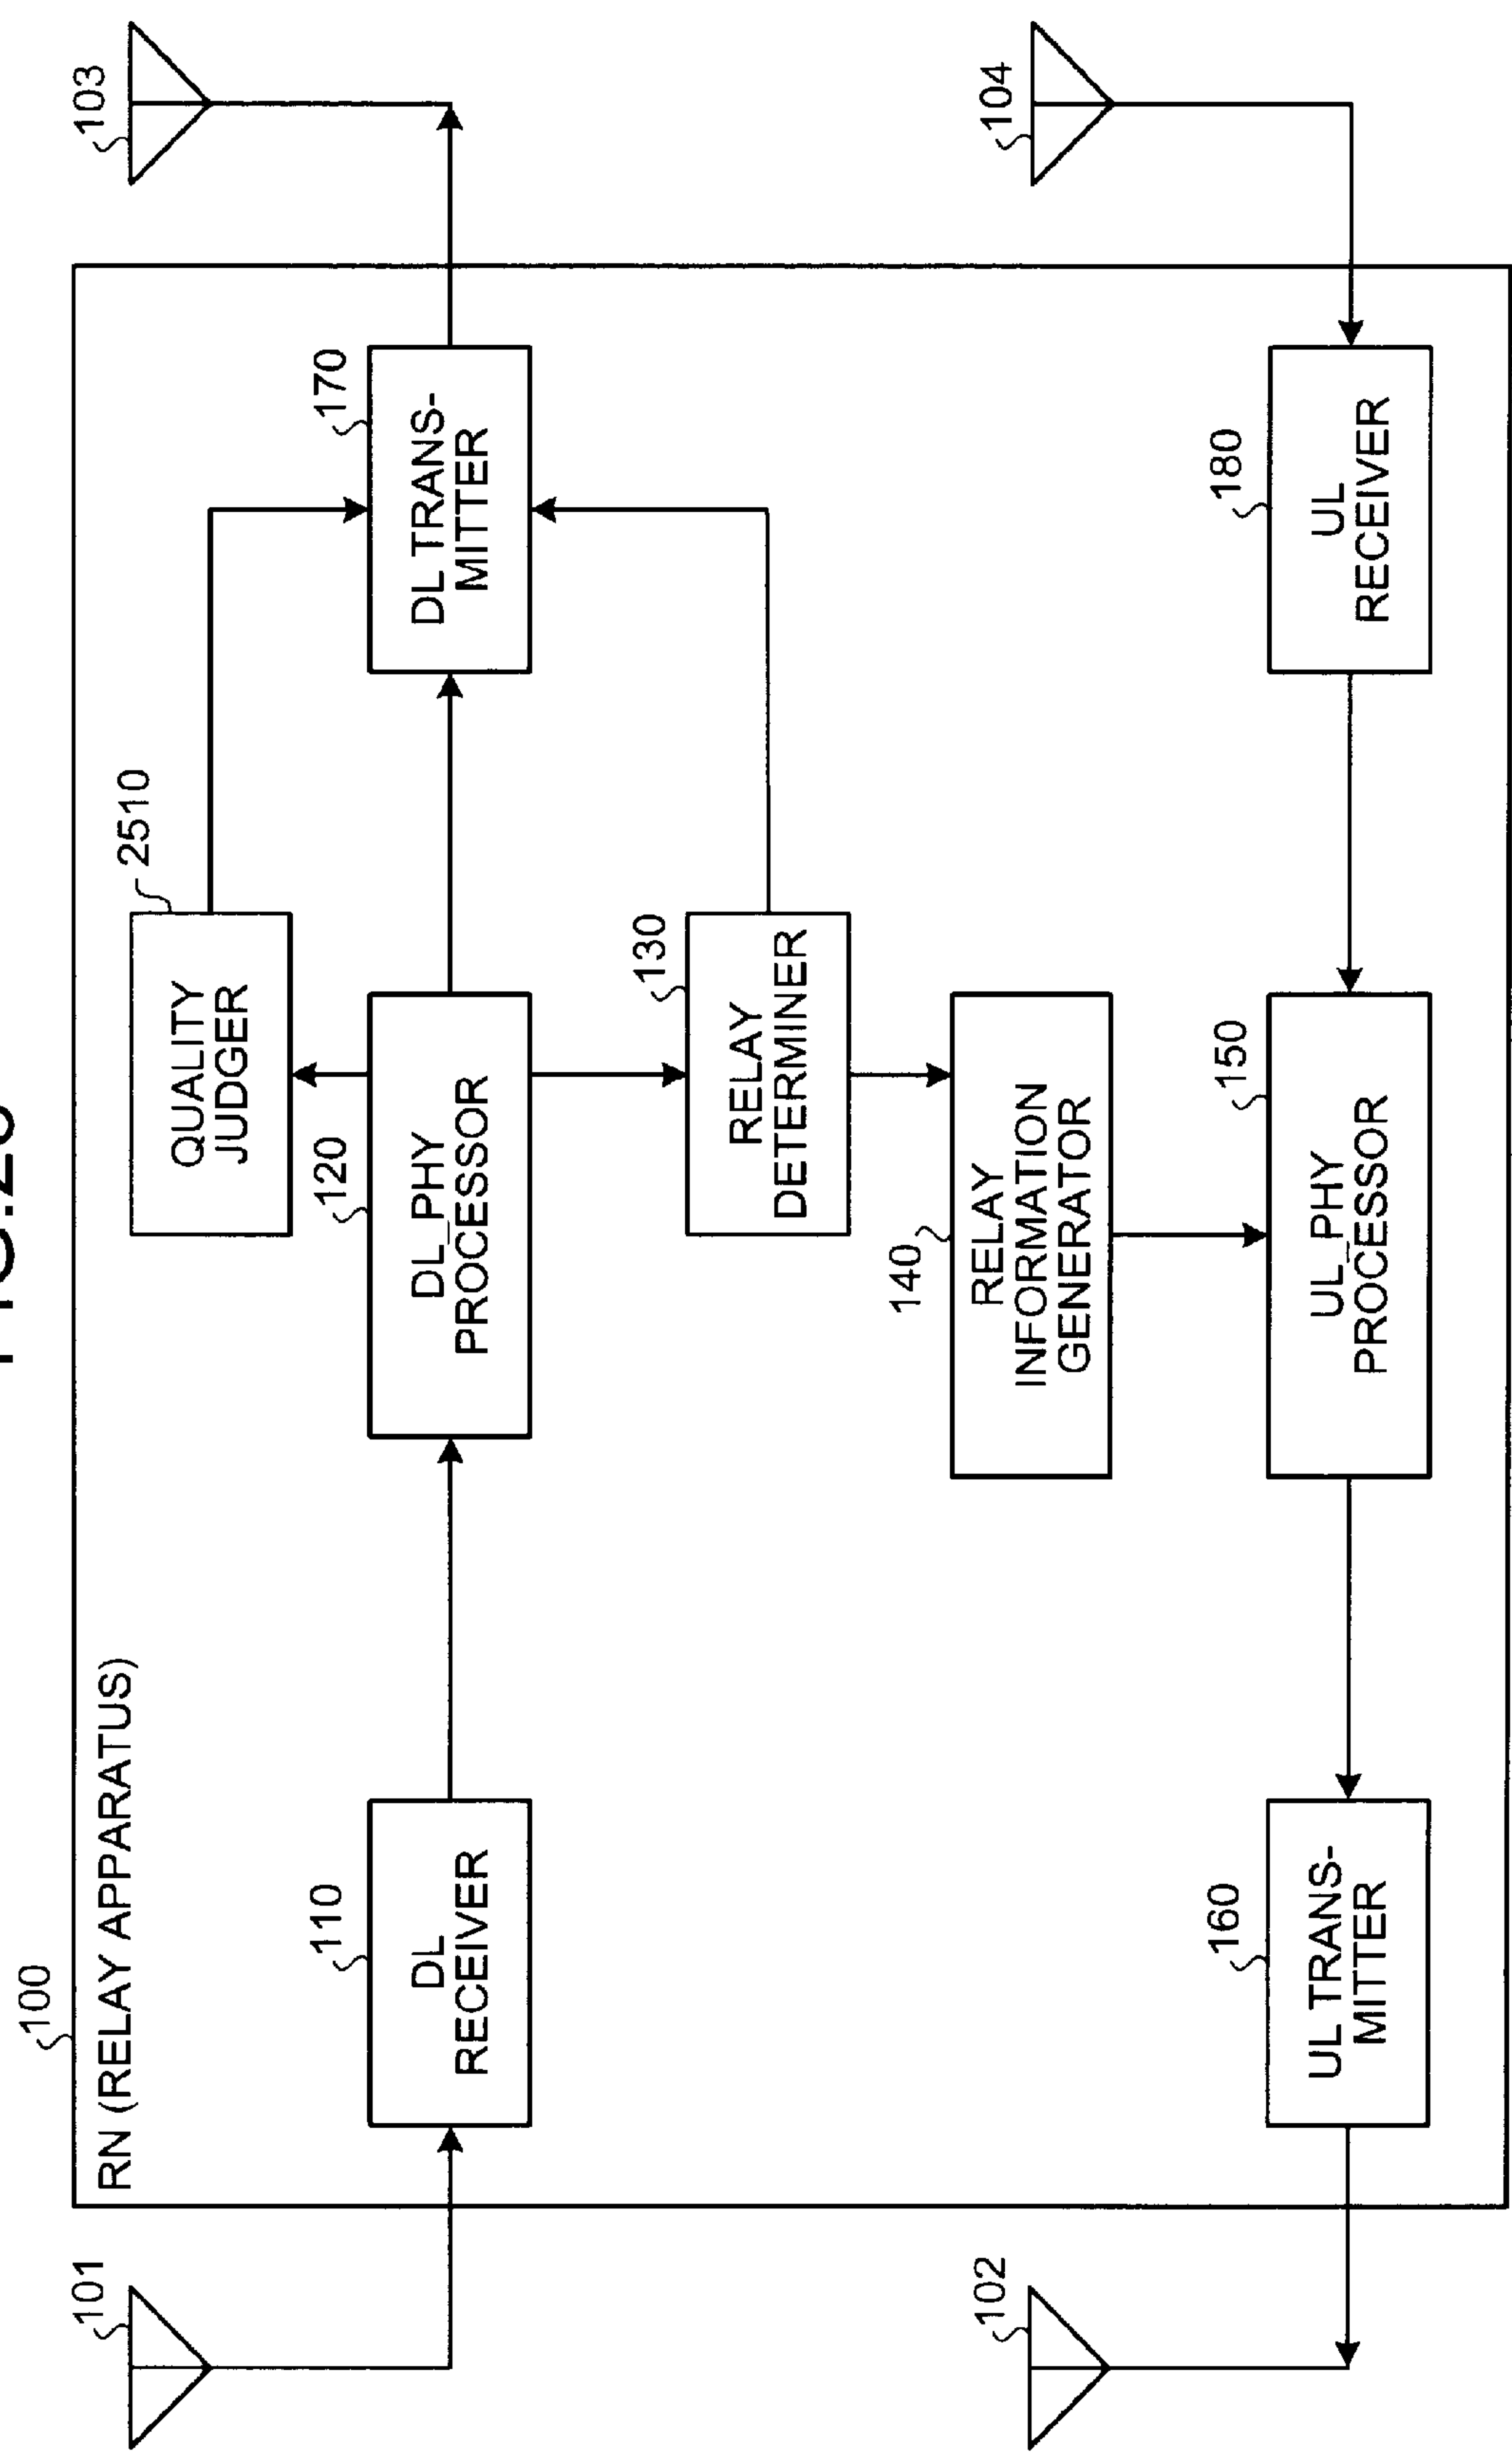 100
RN (RELAY APPARATUS)
101
103
2510
QUALITY
JUDGER
110
DL
RECEIVER
120
DL_PHY
PROCESSOR
170
DL TRANS-
MITTER
130
RELAY
DETERMINER
102
104
140
RELAY
INFORMATION
GENERATOR
160
UL TRANS-
MITTER
150
UL_PHY
PROCESSOR
180
UL
RECEIVER